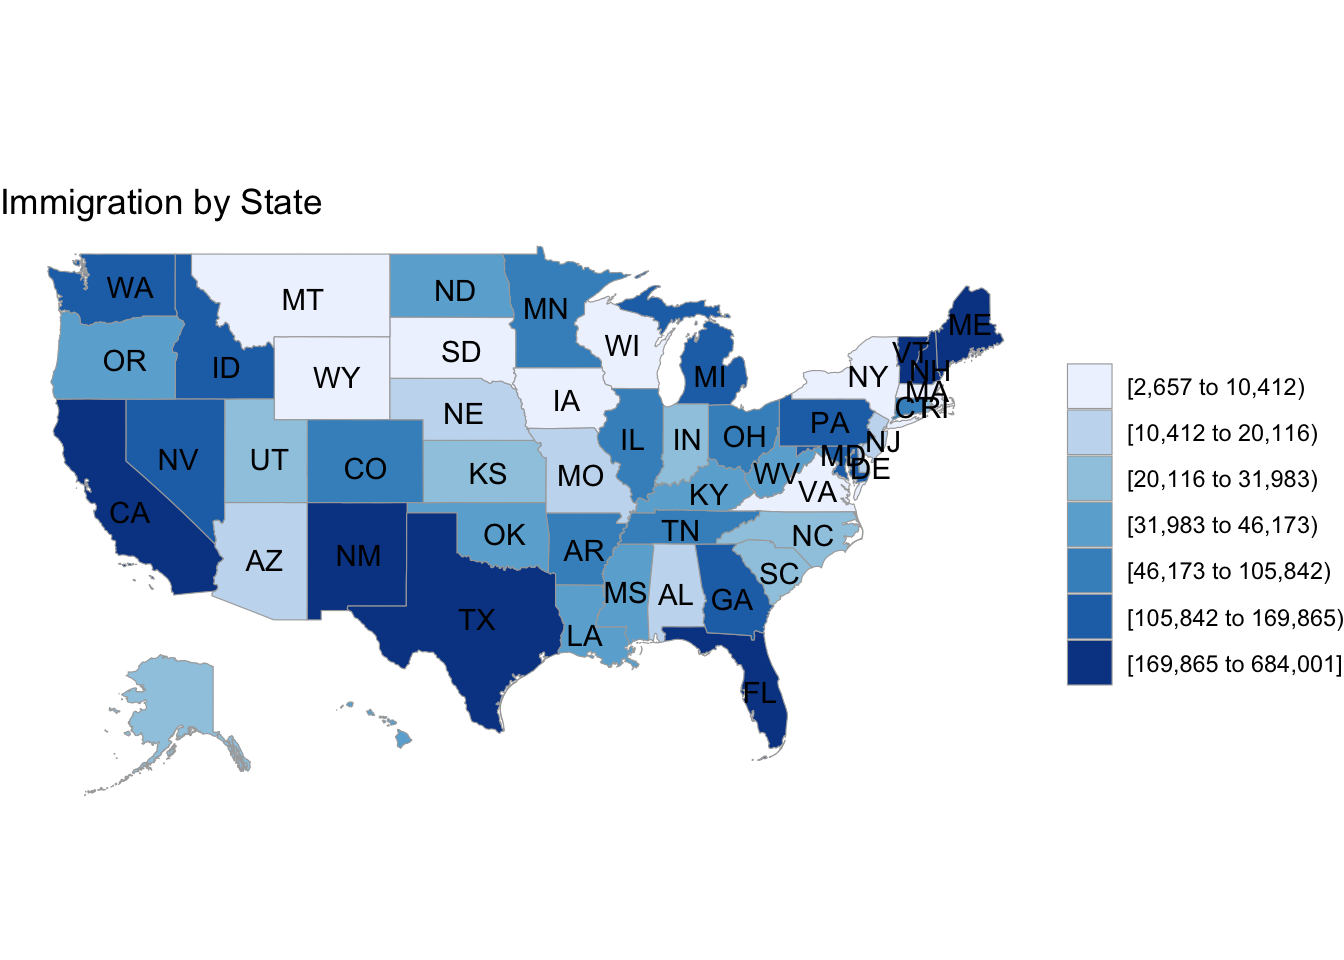 Immigration by State
WA
MT
ND
MN
ME
OR
ID
WY
SD
WI
MI
NY
VT
NH
MA
CT
RI
NE
IA
PA
NJ
NV
UT
CO
KS
MO
IL
IN
OH
WV
MD
DE
VA
KY
CA
AZ
NM
OK
AR
TN
NC
SC
TX
LA
MS
AL
GA
FL
[2,657 to 10,412)
[10,412 to 20,116)
[20,116 to 31,983)
[31,983 to 46,173)
[46,173 to 105,842)
[105,842 to 169,865)
[169,865 to 684,001]